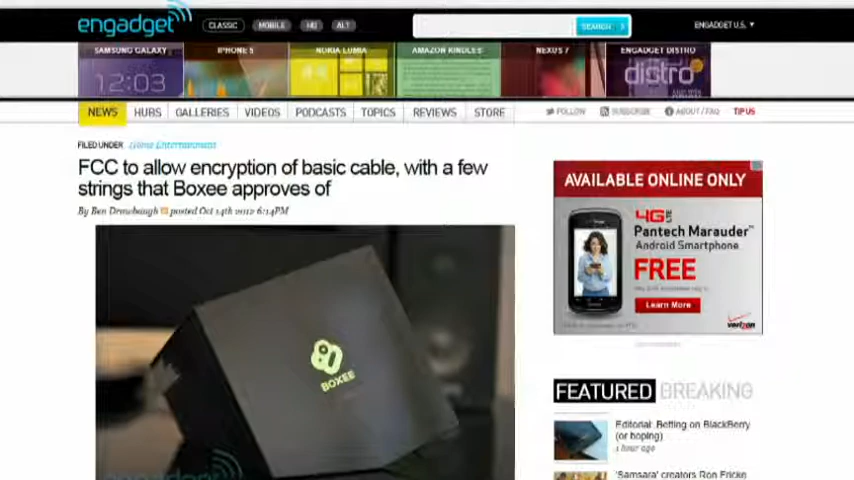 engadget
CLASSIC MOBILE HD ALT
SEARCH
ENGADGET U.S.
SAMSUNG GALAXY IPHONE 5 NOKIA LUMIA AMAZON KINDLES NEXUS 7 ENGADGET DISTRO
12:03 distro
NEWS HUBS GALLERIES VIDEOS PODCASTS TOPICS REVIEWS STORE FOLLOW SUBSCRIBE ABOUT / FAQ TIP US
FILED UNDER Home Entertainment
FCC to allow encryption of basic cable, with a few
strings that Boxee approves of
By Ben Drawbaugh posted Oct 14th 2012 6:14PM
BOXEE
engadget
AVAILABLE ONLINE ONLY
4G LTE
Pantech Marauder™
Android Smartphone
FREE
Learn More
verizon
FEATURED BREAKING
Editorial: Betting on BlackBerry
(or hoping)
1 hour ago
'Samsara' creators Ron Fricke